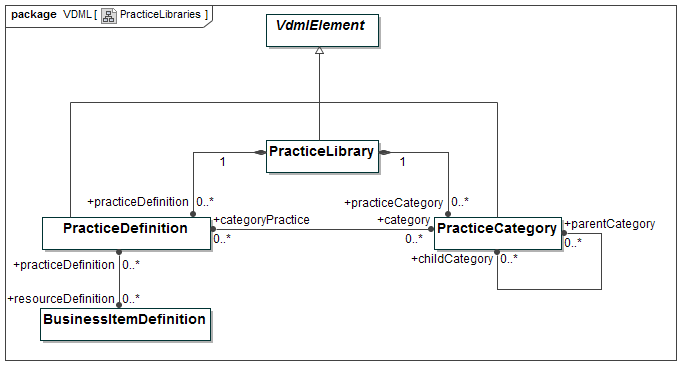 package VDML [ PracticeLibraries ]
VdmlElement
PracticeLibrary
1
1
+practiceDefinition 0..*
+practiceCategory 0..*
+categoryPractice
+category
+parentCategory
PracticeDefinition
0..*
0..*
PracticeCategory
0..*
+practiceDefinition 0..*
+childCategory 0..*
+resourceDefinition 0..*
BusinessItemDefinition